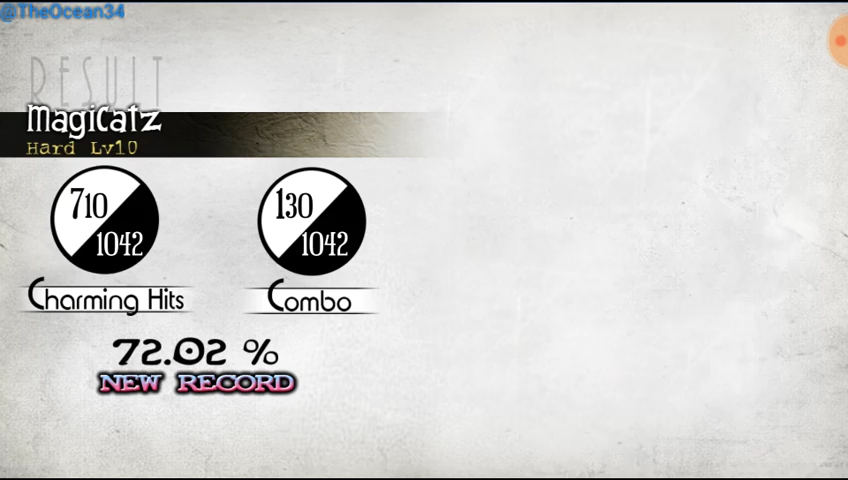 @TheOcean34
RESULT
MagiCatz
Hard Lv10
710
1042
Charming Hits
130
1042
Combo
72.02 %
NEW RECORD